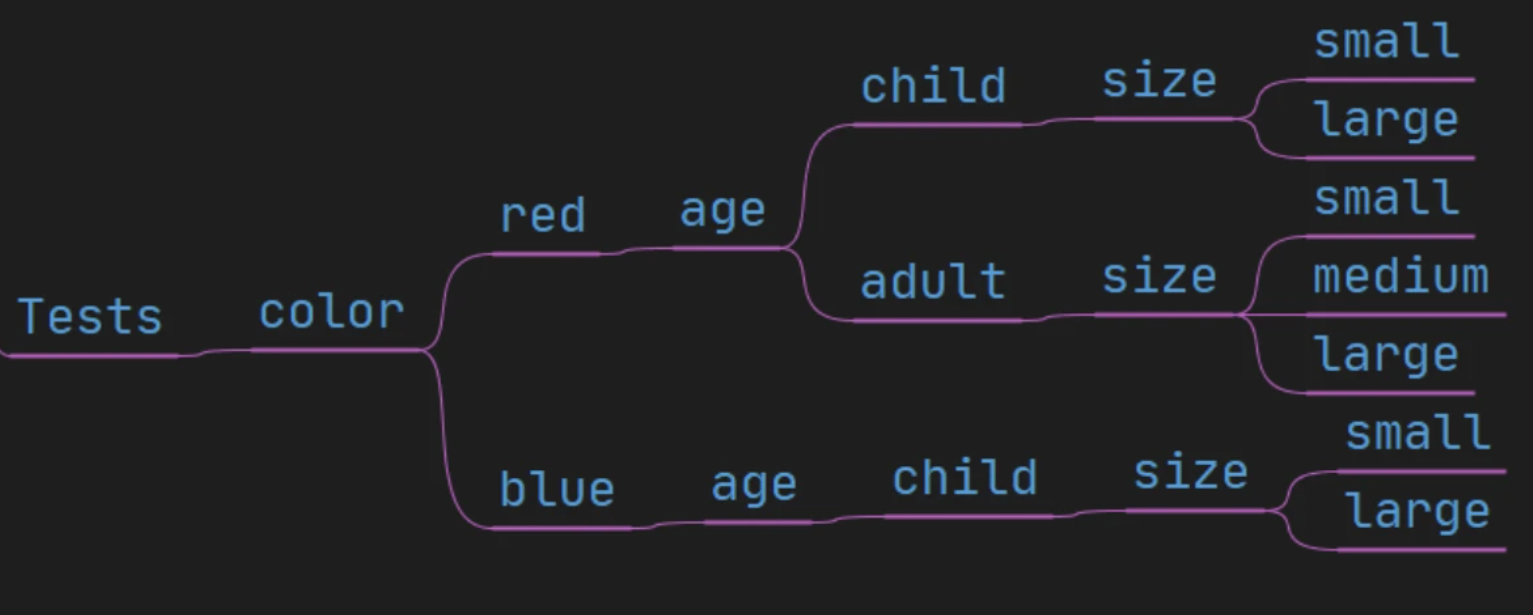 Tests
color
red
age
child
size
small
large
adult
size
small
medium
large
blue
age
child
size
small
large